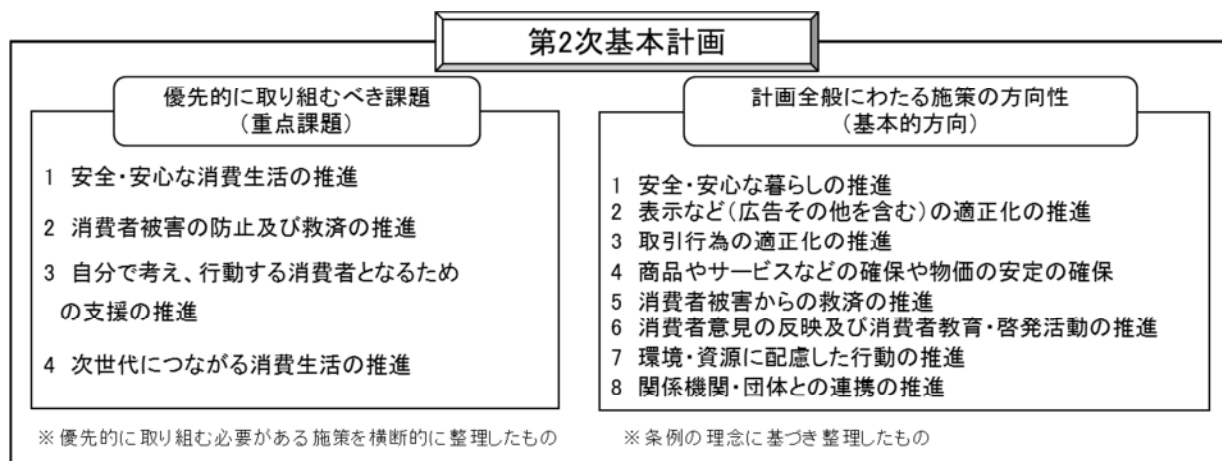 第2次基本計画
優先的に取り組むべき課題
（重点課題）
1 安全・安心な消費生活の推進
2 消費者被害の防止及び救済の推進
3 自分で考え、行動する消費者となるため
の支援の推進
4 次世代につながる消費生活の推進
※優先的に取り組む必要がある施策を横断的に整理したもの
計画全般にわたる施策の方向性
（基本的方向）
1 安全・安心な暮らしの推進
2 表示など（広告その他を含む）の適正化の推進
3 取引行為の適正化の推進
4 商品やサービスなどの確保や物価の安定の確保
5 消費者被害からの救済の推進
6 消費者意見の反映及び消費者教育・啓発活動の推進
7 環境・資源に配慮した行動の推進
8 関係機関・団体との連携の推進
※条例の理念に基づき整理したもの